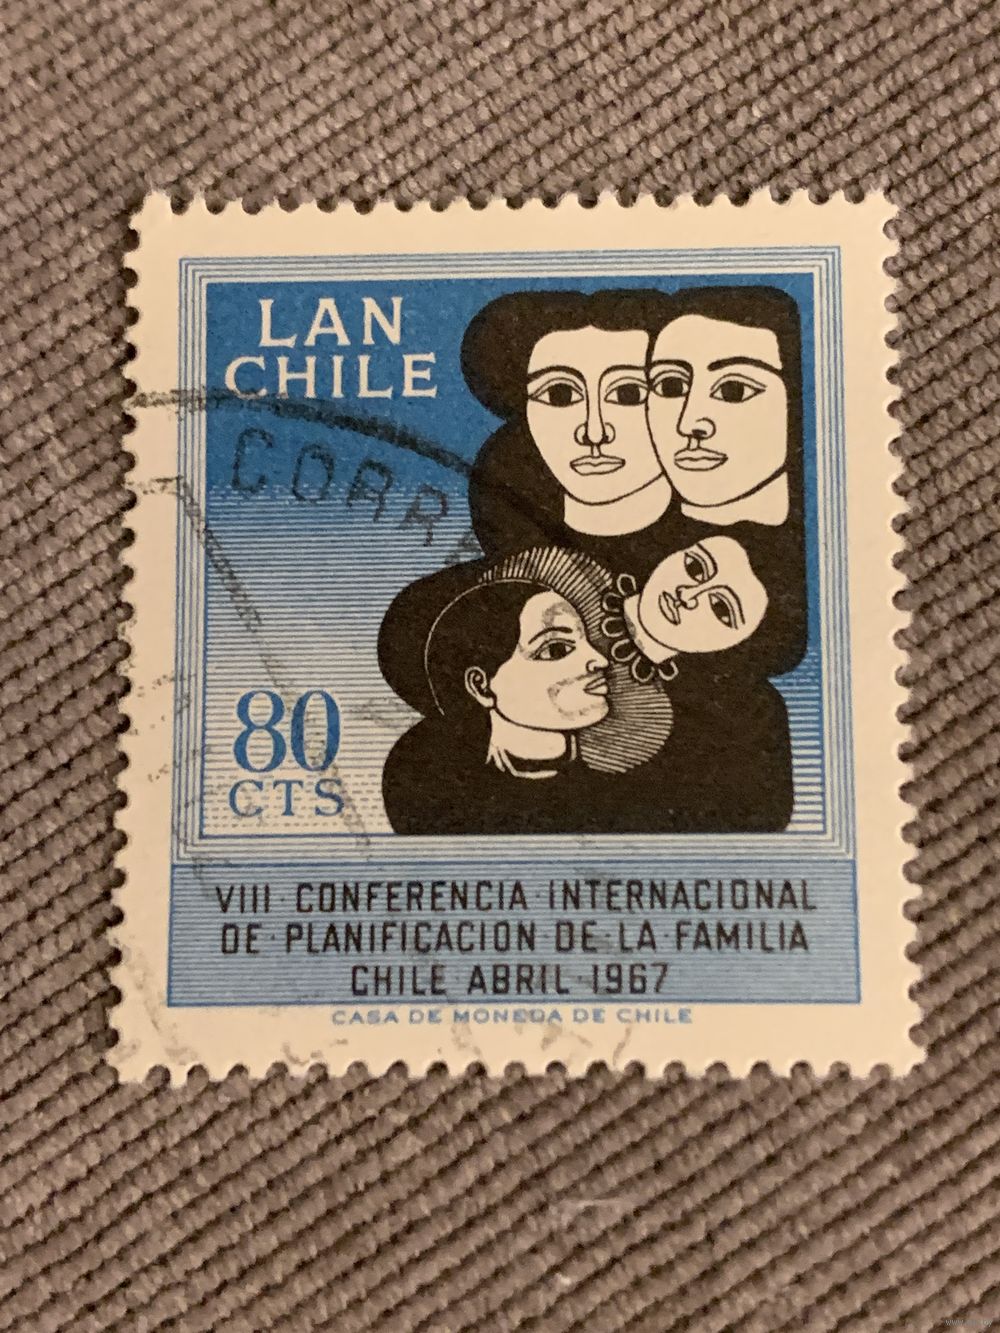 LAN
CHILE
CORR
80
CTS
VIII·CONFERENCIA·INTERNACIONAL
DE·PLANIFICACION DE·LA·FAMILIA
CHILE ABRIL·1967
CASA DE MONEDA DE CHILE